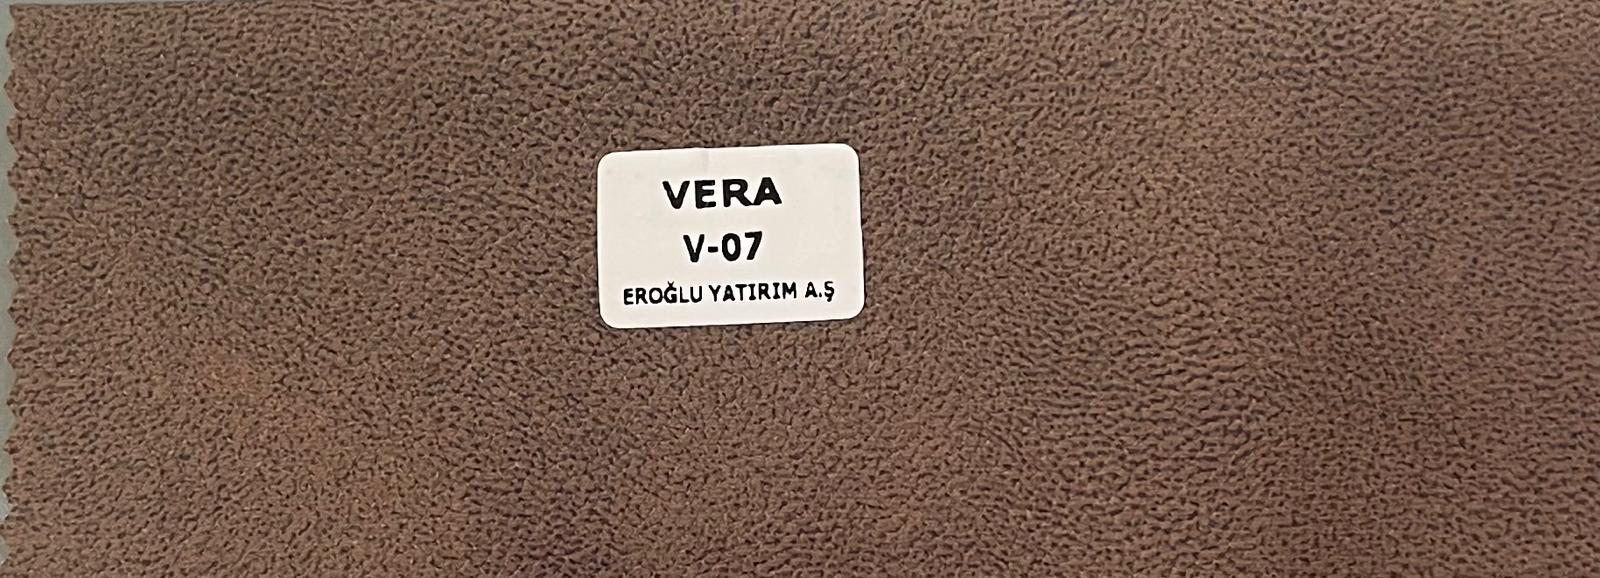 VERA
V-07
EROĞLU YATIRIM A.Ş